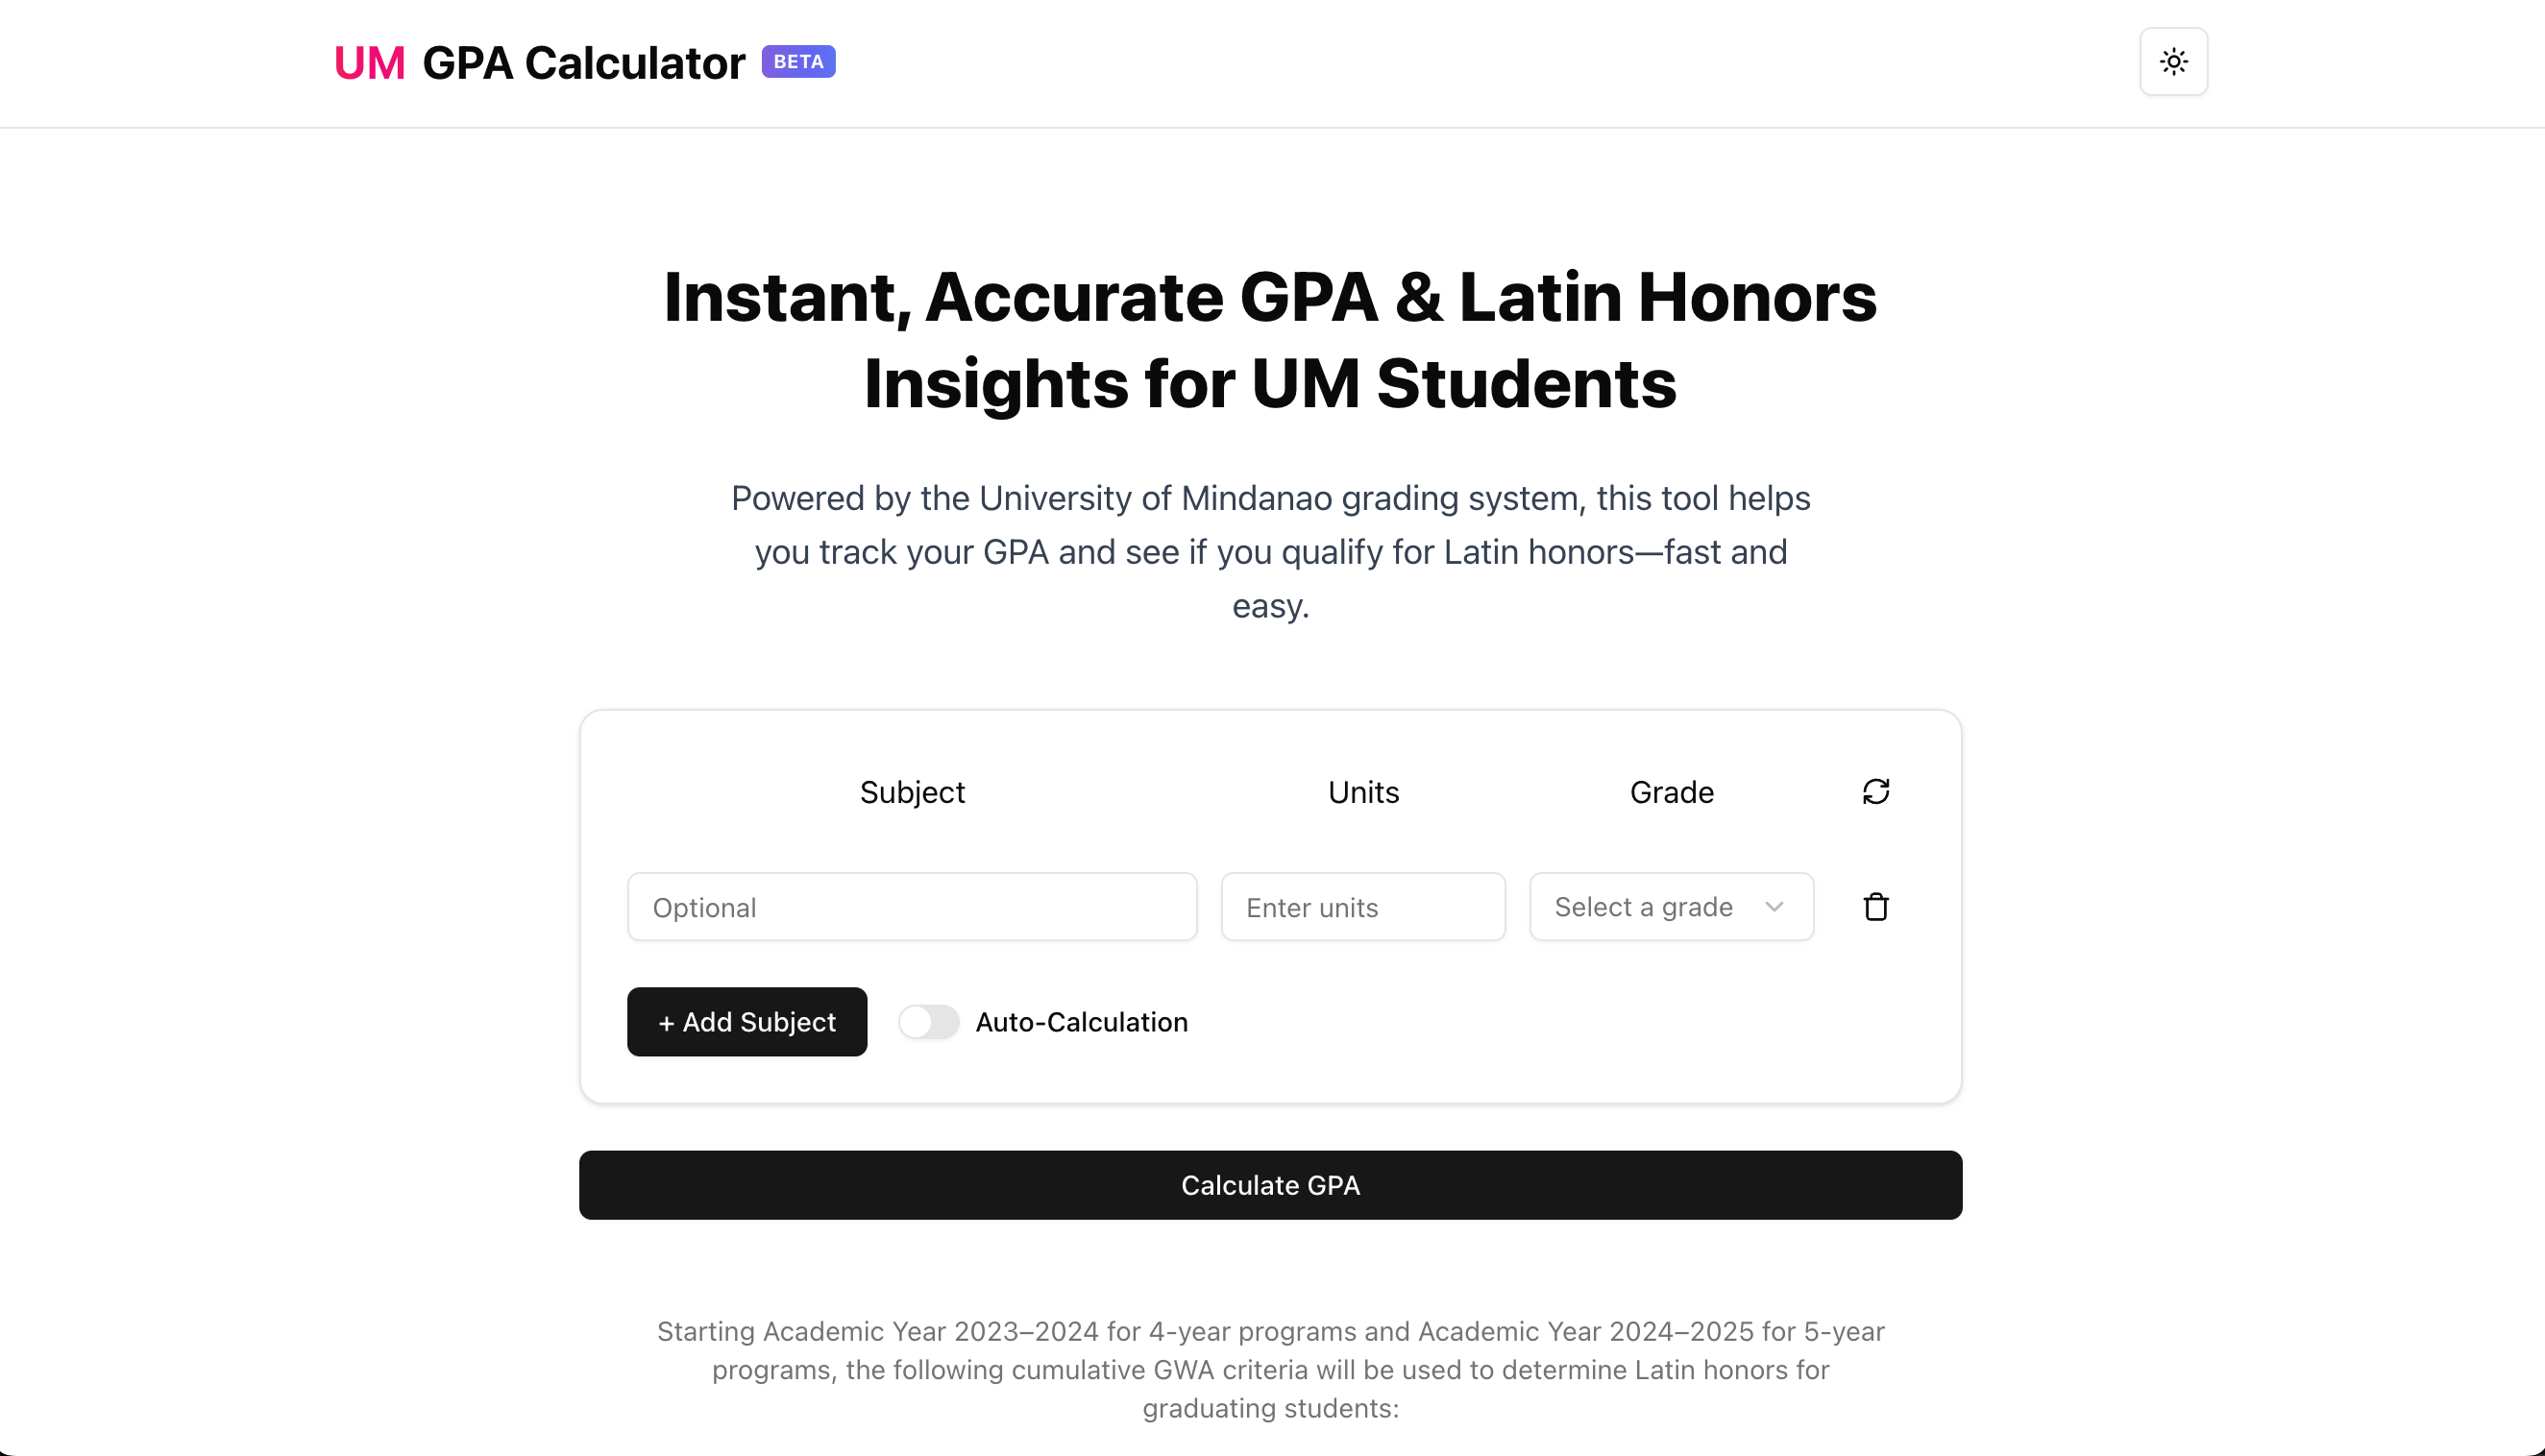 UM GPA Calculator BETA
Instant, Accurate GPA & Latin Honors
Insights for UM Students
Powered by the University of Mindanao grading system, this tool helps
you track your GPA and see if you qualify for Latin honors—fast and
easy.
Subject Units Grade
Optional Enter units Select a grade
+ Add Subject Auto-Calculation
Calculate GPA
Starting Academic Year 2023–2024 for 4-year programs and Academic Year 2024–2025 for 5-year
programs, the following cumulative GWA criteria will be used to determine Latin honors for
graduating students: